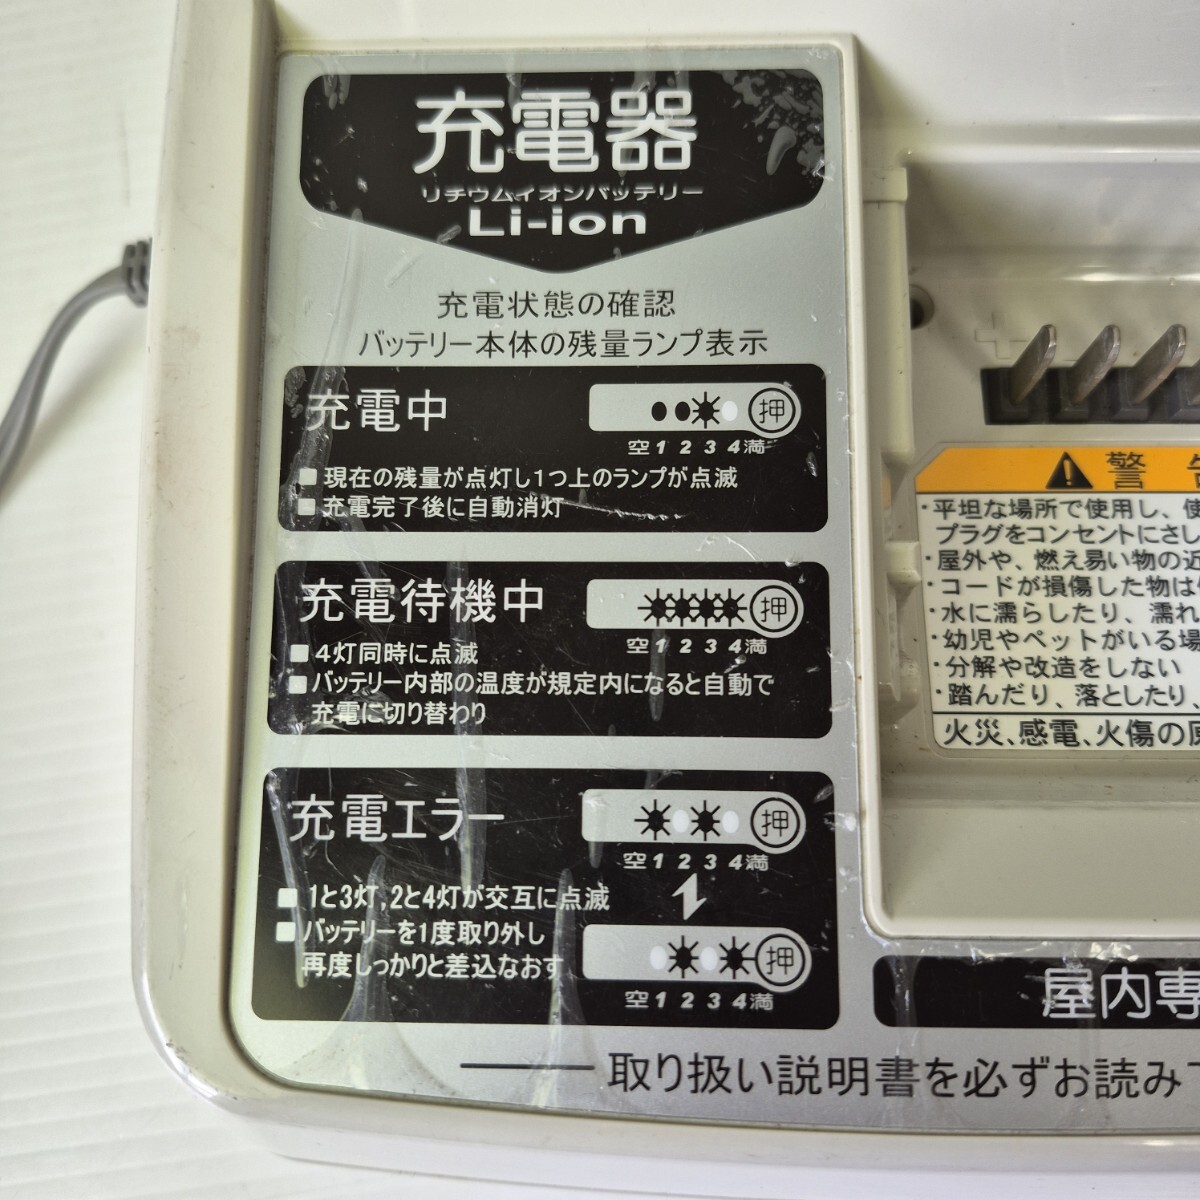 充電器
リチウムイオンバッテリー
Li-ion
充電状態の確認
バッテリー本体の残量ランプ表示
充電中
押
空 1 2 3 4 満
■現在の残量が点灯し1つ上のランプが点滅
■充電完了後に自動消灯
充電待機中
押
空 1 2 3 4 満
■4灯同時に点滅
■バッテリー内部の温度が規定内になると自動で
充電に切り替わり
充電エラー
押
空 1 2 3 4 満
■1と3灯,2と4灯が交互に点滅
■バッテリーを1度取り外し
再度しっかりと差込なおす
押
空 1 2 3 4 満
警
・平坦な場所で使用し、使
プラグをコンセントにさし
・屋外や、燃え易い物の近
・コードが損傷した物は
・水に濡らしたり、濡れ
・幼児やペットがいる場
・分解や改造をしない
・踏んだり、落としたり、
火災、感電、火傷の原
屋内専
取り扱い説明書を必ずお読み